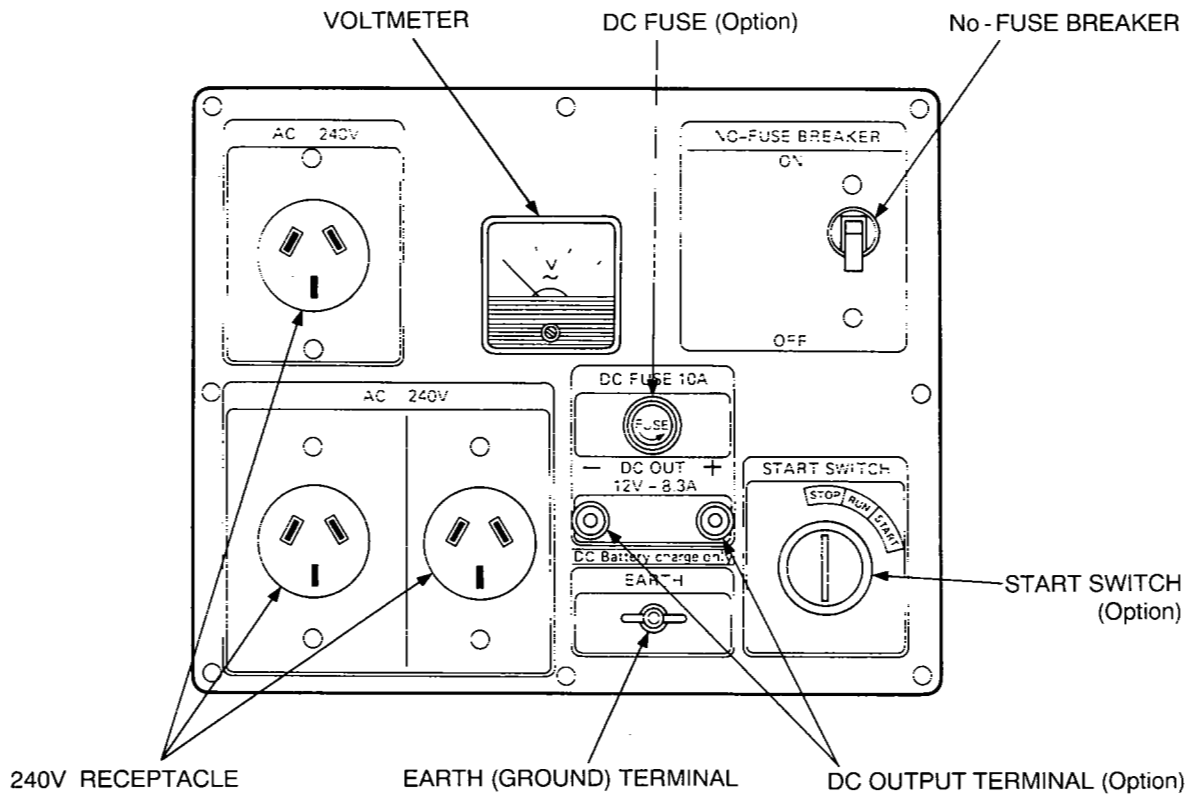 VOLTMETER
DC FUSE (Option)
No-FUSE BREAKER
AC 240V
NO-FUSE BREAKER
ON
V
~
OFF
DC FUSE 10A
AC 240V
FUSE
− DC OUT +
12V - 8.3A
START SWITCH
STOP RUN START
DC Battery charge only
EARTH
START SWITCH
(Option)
240V RECEPTACLE
EARTH (GROUND) TERMINAL
DC OUTPUT TERMINAL (Option)